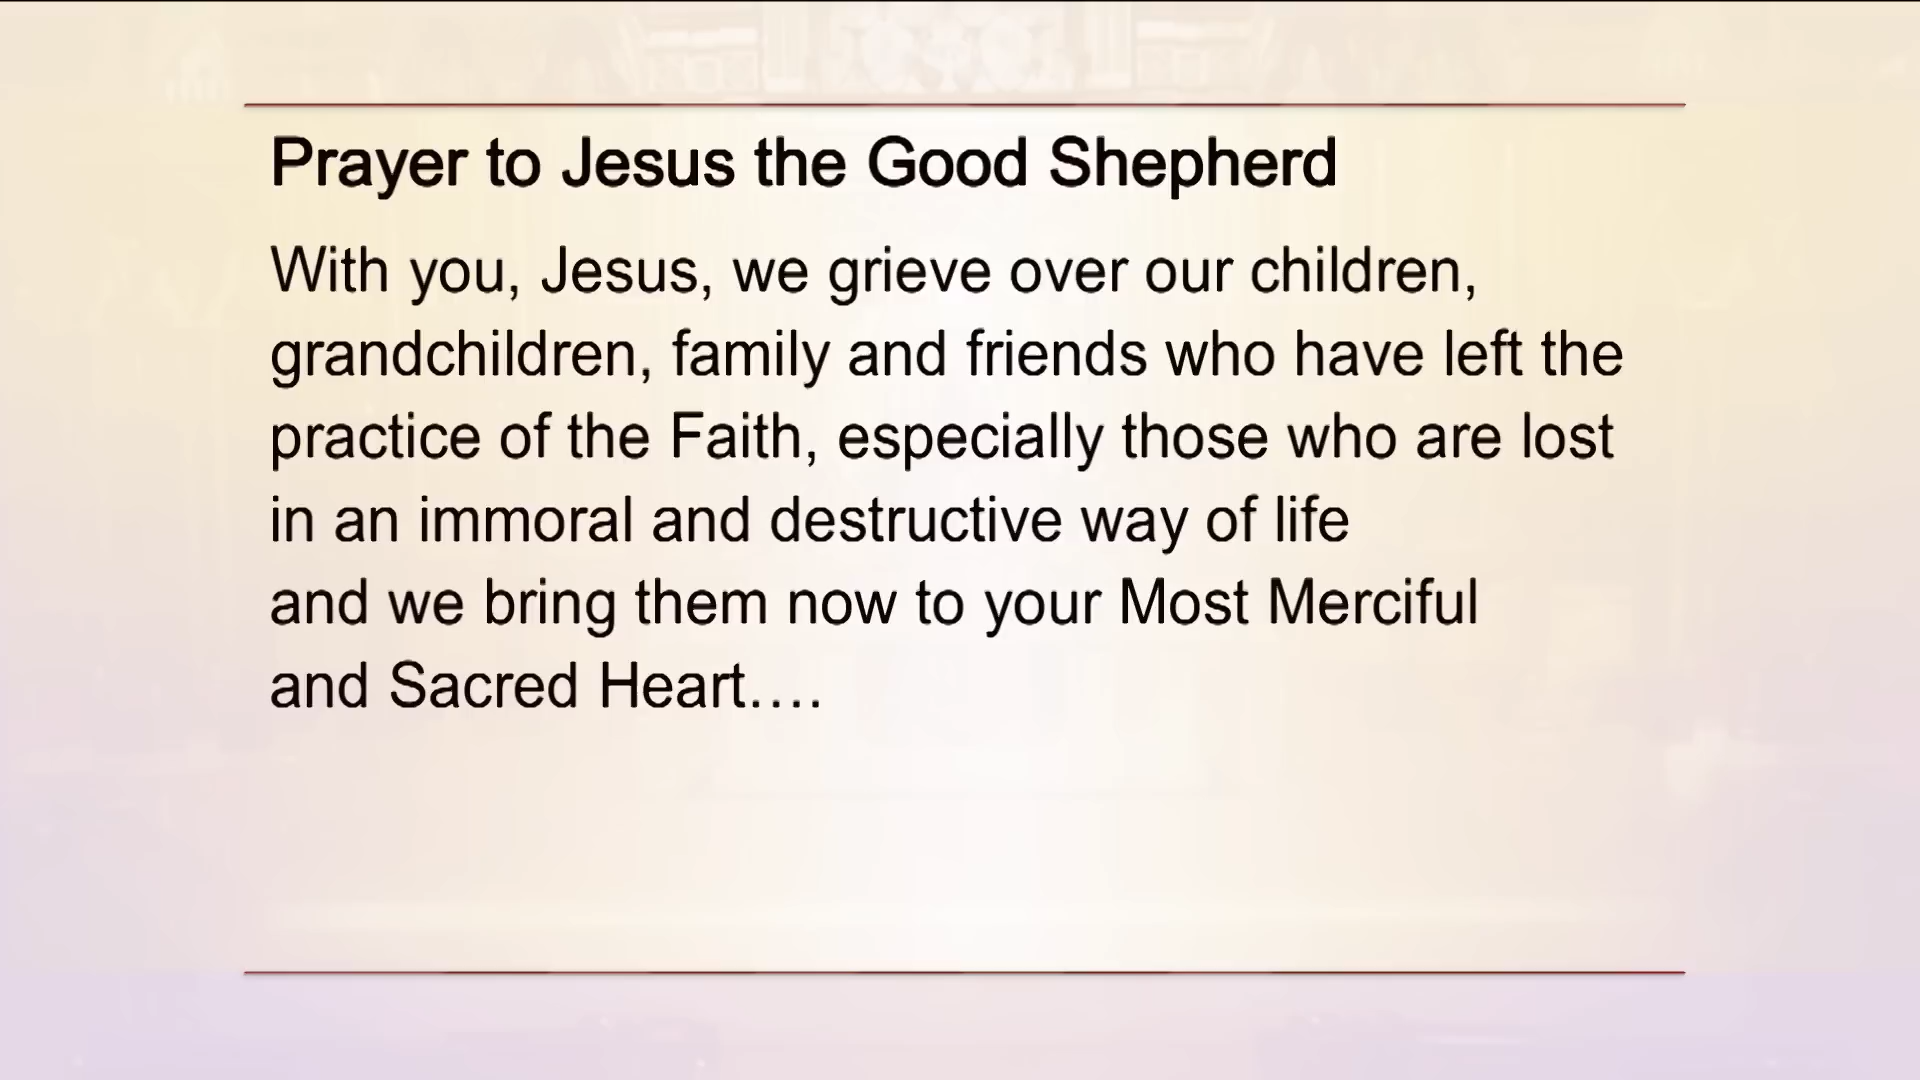 Prayer to Jesus the Good Shepherd
With you, Jesus, we grieve over our children,
grandchildren, family and friends who have left the
practice of the Faith, especially those who are lost
in an immoral and destructive way of life
and we bring them now to your Most Merciful
and Sacred Heart….